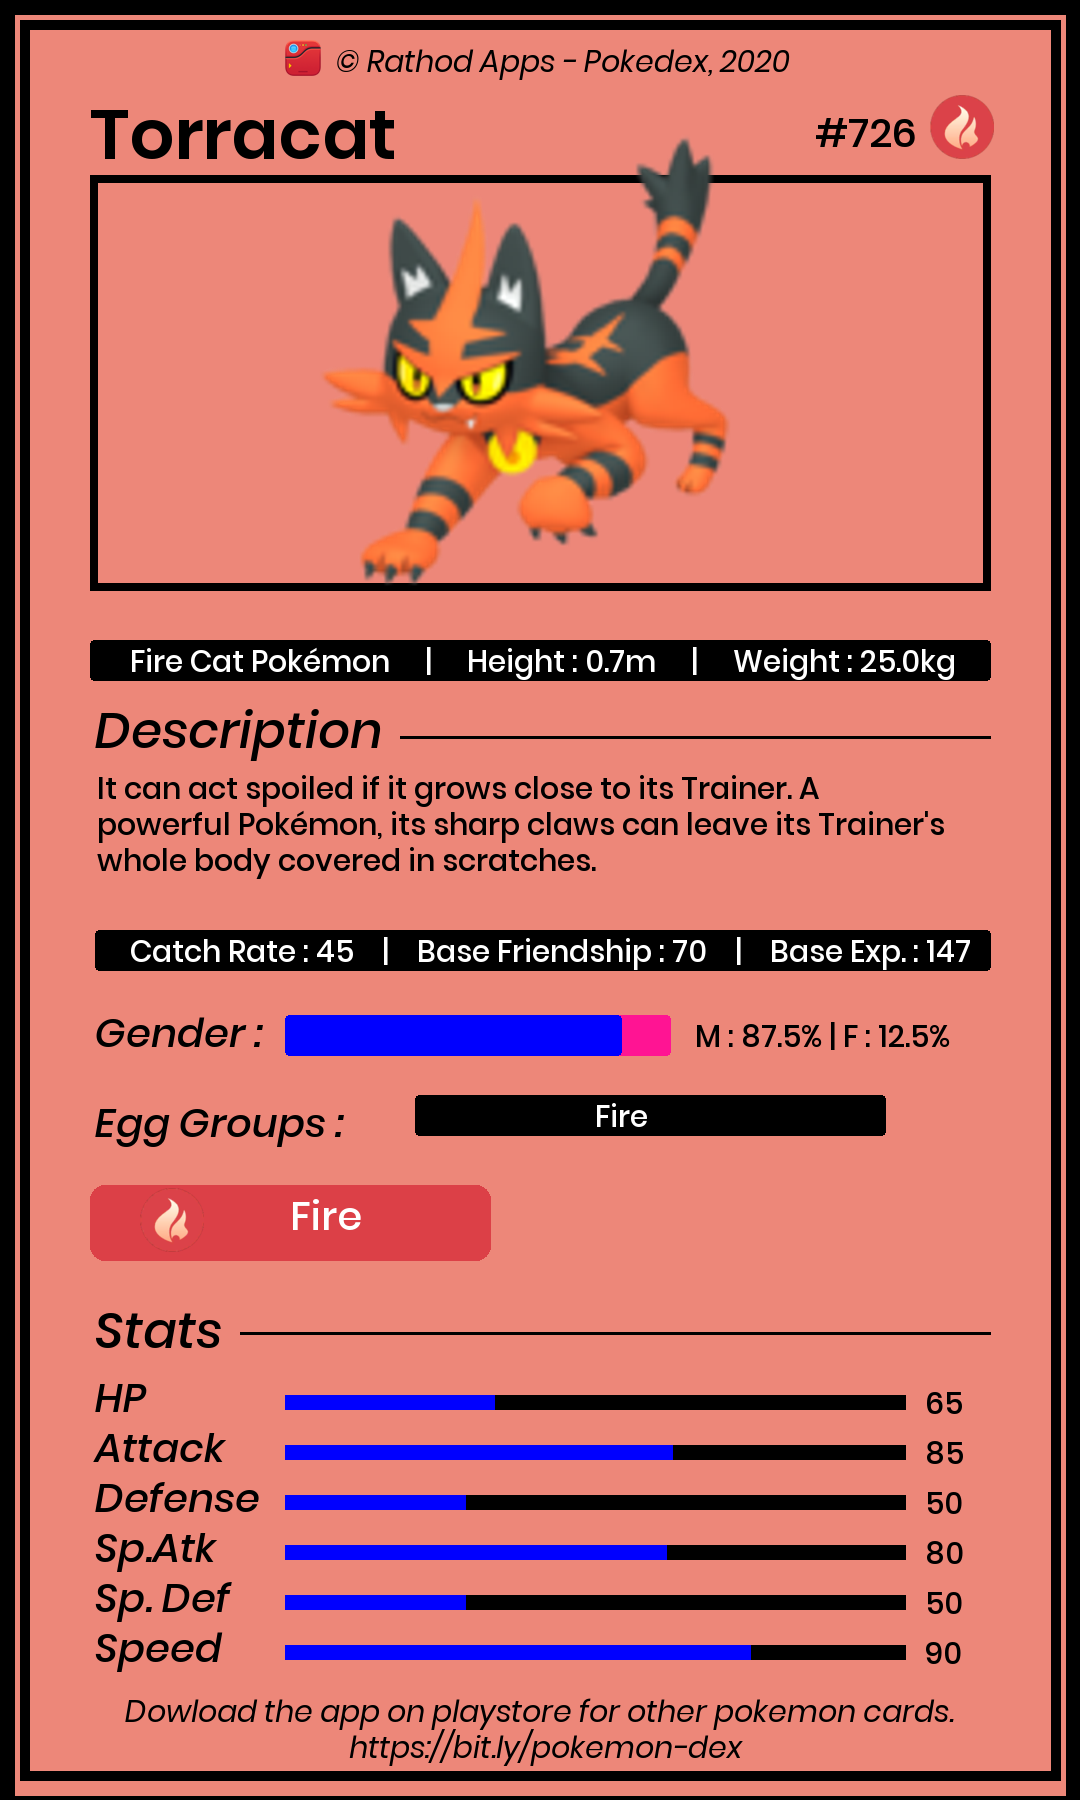 © Rathod Apps - Pokedex, 2020
Torracat
#726
Fire Cat Pokémon | Height : 0.7m | Weight : 25.0kg
Description
It can act spoiled if it grows close to its Trainer. A
powerful Pokémon, its sharp claws can leave its Trainer's
whole body covered in scratches.
Catch Rate : 45 | Base Friendship : 70 | Base Exp. : 147
Gender : M : 87.5% | F : 12.5%
Egg Groups : Fire
Fire
Stats
HP 65
Attack 85
Defense 50
Sp.Atk 80
Sp. Def 50
Speed 90
Dowload the app on playstore for other pokemon cards.
https://bit.ly/pokemon-dex